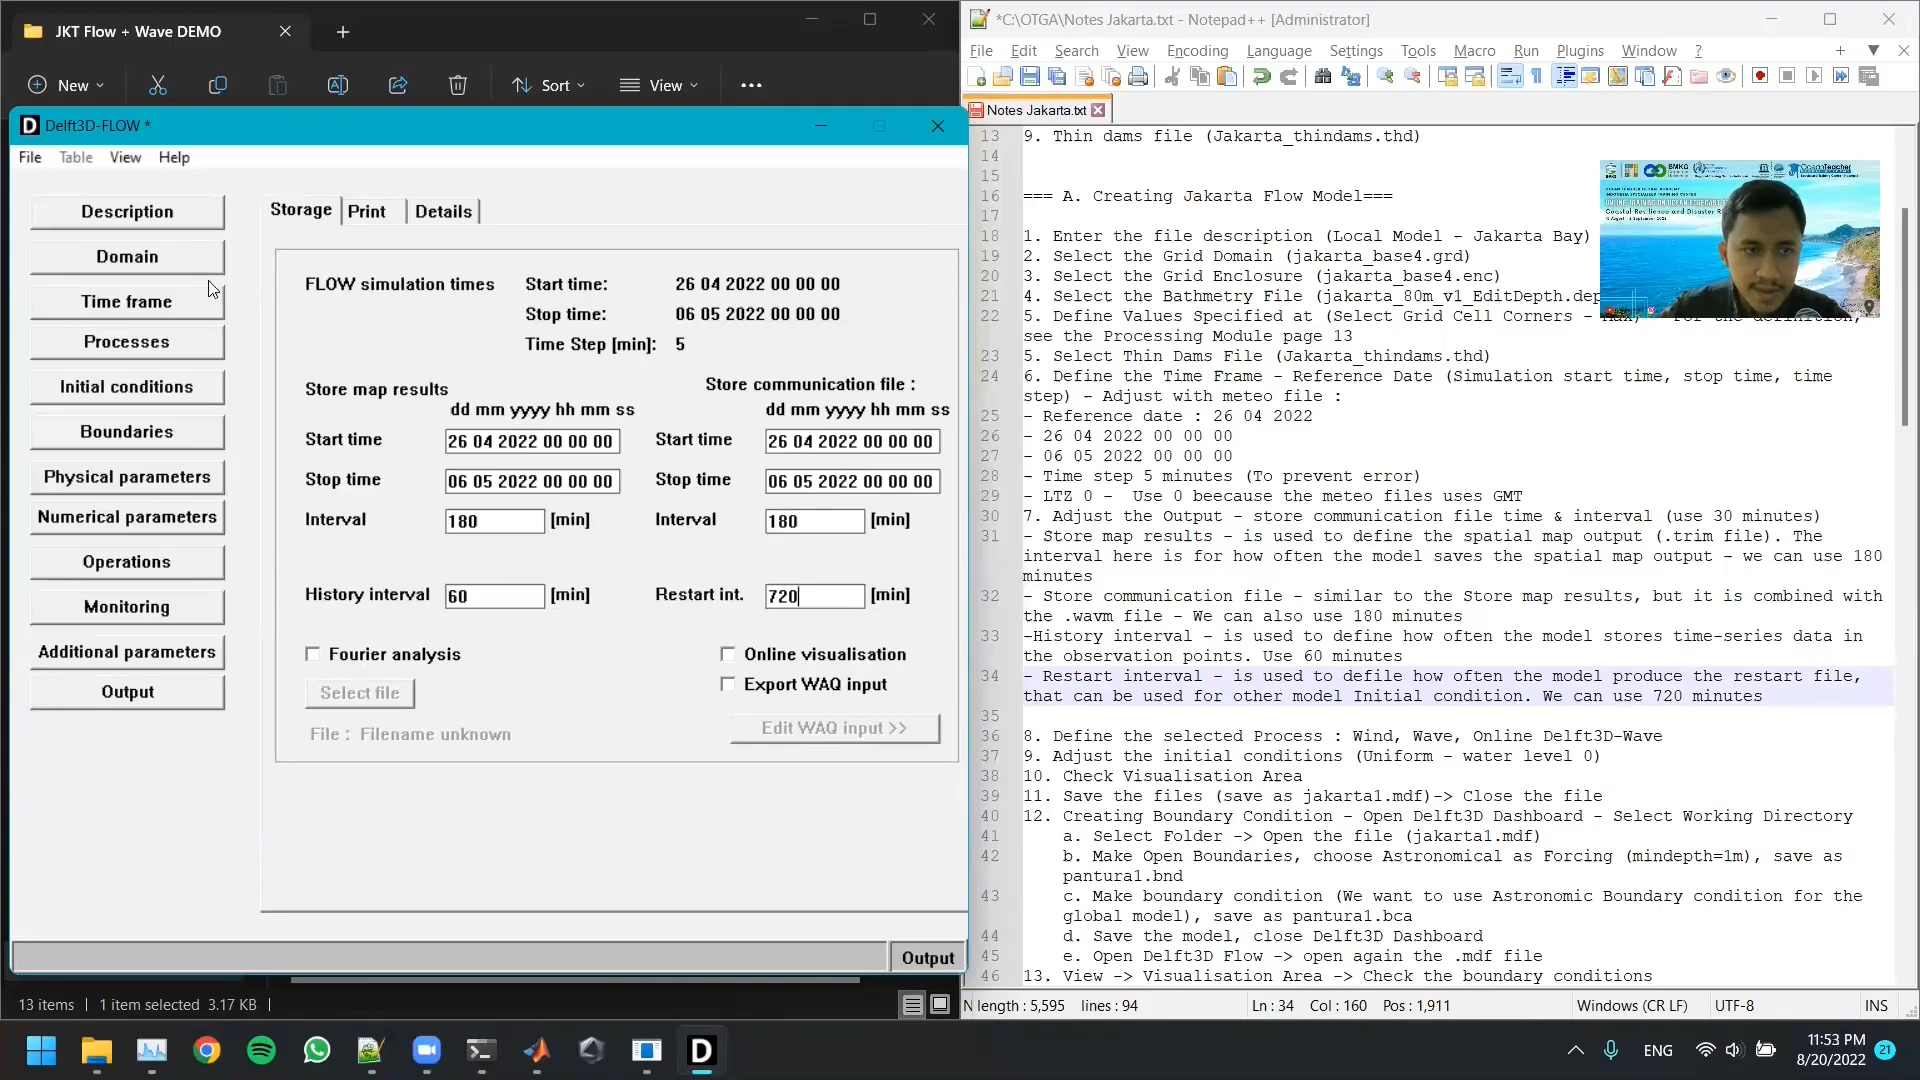 JKT Flow + Wave DEMO
New
Sort
View
Delft3D-FLOW *
File Table View Help
Description
Domain
Time frame
Processes
Initial conditions
Boundaries
Physical parameters
Numerical parameters
Operations
Monitoring
Additional parameters
Output
Storage Print Details
FLOW simulation times Start time: 26 04 2022 00 00 00
Stop time: 06 05 2022 00 00 00
Time Step [min]: 5
Store map results Store communication file :
dd mm yyyy hh mm ss dd mm yyyy hh mm ss
Start time 26 04 2022 00 00 00 Start time 26 04 2022 00 00 00
Stop time 06 05 2022 00 00 00 Stop time 06 05 2022 00 00 00
Interval 180 [min] Interval 180 [min]
History interval 60 [min] Restart int. 720 [min]
Fourier analysis Online visualisation
Export WAQ input
Select file
Edit WAQ input >>
File : Filename unknown
Output
13 items 1 item selected 3.17 KB
*C:\OTGA\Notes Jakarta.txt - Notepad++ [Administrator]
File Edit Search View Encoding Language Settings Tools Macro Run Plugins Window ?
Notes Jakarta.txt
13 9. Thin dams file (Jakarta_thindams.thd)
14
15
16 === A. Creating Jakarta Flow Model===
17
18 1. Enter the file description (Local Model - Jakarta Bay)
19 2. Select the Grid Domain (jakarta_base4.grd)
20 3. Select the Grid Enclosure (jakarta_base4.enc)
21 4. Select the Bathmetry File (jakarta_80m_v1_EditDepth.dep
22 5. Define Values Specified at (Select Grid Cell Corners - Max) - For the definition,
see the Processing Module page 13
23 5. Select Thin Dams File (Jakarta_thindams.thd)
24 6. Define the Time Frame - Reference Date (Simulation start time, stop time, time
step) - Adjust with meteo file :
25 - Reference date : 26 04 2022
26 - 26 04 2022 00 00 00
27 - 06 05 2022 00 00 00
28 - Time step 5 minutes (To prevent error)
29 - LTZ 0 - Use 0 beecause the meteo files uses GMT
30 7. Adjust the Output - store communication file time & interval (use 30 minutes)
31 - Store map results - is used to define the spatial map output (.trim file). The
interval here is for how often the model saves the spatial map output - we can use 180
minutes
32 - Store communication file - similar to the Store map results, but it is combined with
the .wavm file - We can also use 180 minutes
33 -History interval - is used to define how often the model stores time-series data in
the observation points. Use 60 minutes
34 - Restart interval - is used to defile how often the model produce the restart file,
that can be used for other model Initial condition. We can use 720 minutes
35
36 8. Define the selected Process : Wind, Wave, Online Delft3D-Wave
37 9. Adjust the initial conditions (Uniform - water level 0)
38 10. Check Visualisation Area
39 11. Save the files (save as jakarta1.mdf)-> Close the file
40 12. Creating Boundary Condition - Open Delft3D Dashboard - Select Working Directory
41 a. Select Folder -> Open the file (jakarta1.mdf)
42 b. Make Open Boundaries, choose Astronomical as Forcing (mindepth=1m), save as
pantura1.bnd
43 c. Make boundary condition (We want to use Astronomic Boundary condition for the
global model), save as pantura1.bca
44 d. Save the model, close Delft3D Dashboard
45 e. Open Delft3D Flow -> open again the .mdf file
46 13. View -> Visualisation Area -> Check the boundary conditions
N length : 5,595 lines : 94 Ln : 34 Col : 160 Pos : 1,911 Windows (CR LF) UTF-8 INS
BMKG
OceanTeacher
ENG
11:53 PM
8/20/2022
21